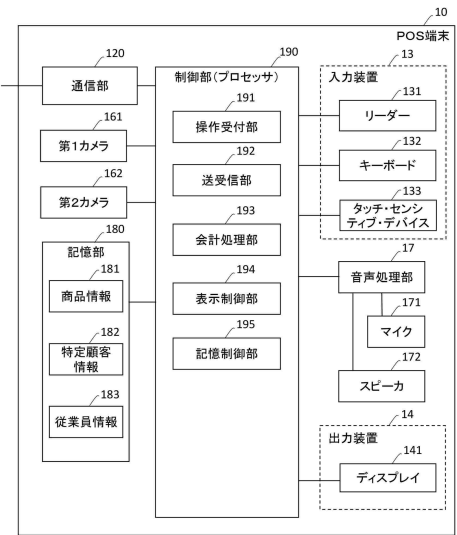 10
POS端末
120
通信部
161
第1カメラ
162
第2カメラ
180
記憶部
181
商品情報
182
特定顧客
情報
183
従業員情報
190
制御部(プロセッサ)
191
操作受付部
192
送受信部
193
会計処理部
194
表示制御部
195
記憶制御部
13
入力装置
131
リーダー
132
キーボード
133
タッチ・センシ
ティブ・デバイス
17
音声処理部
171
マイク
172
スピーカ
14
出力装置
141
ディスプレイ